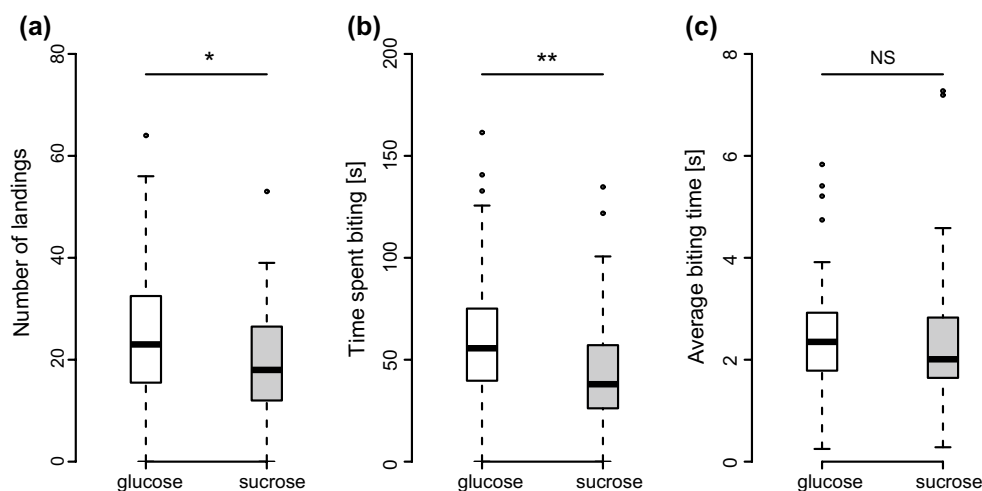 (a)
(b)
(c)
Number of landings
0
20
40
60
80
*
glucose
sucrose
Time spent biting [s]
0
50
100
150
200
**
glucose
sucrose
Average biting time [s]
0
2
4
6
8
NS
glucose
sucrose